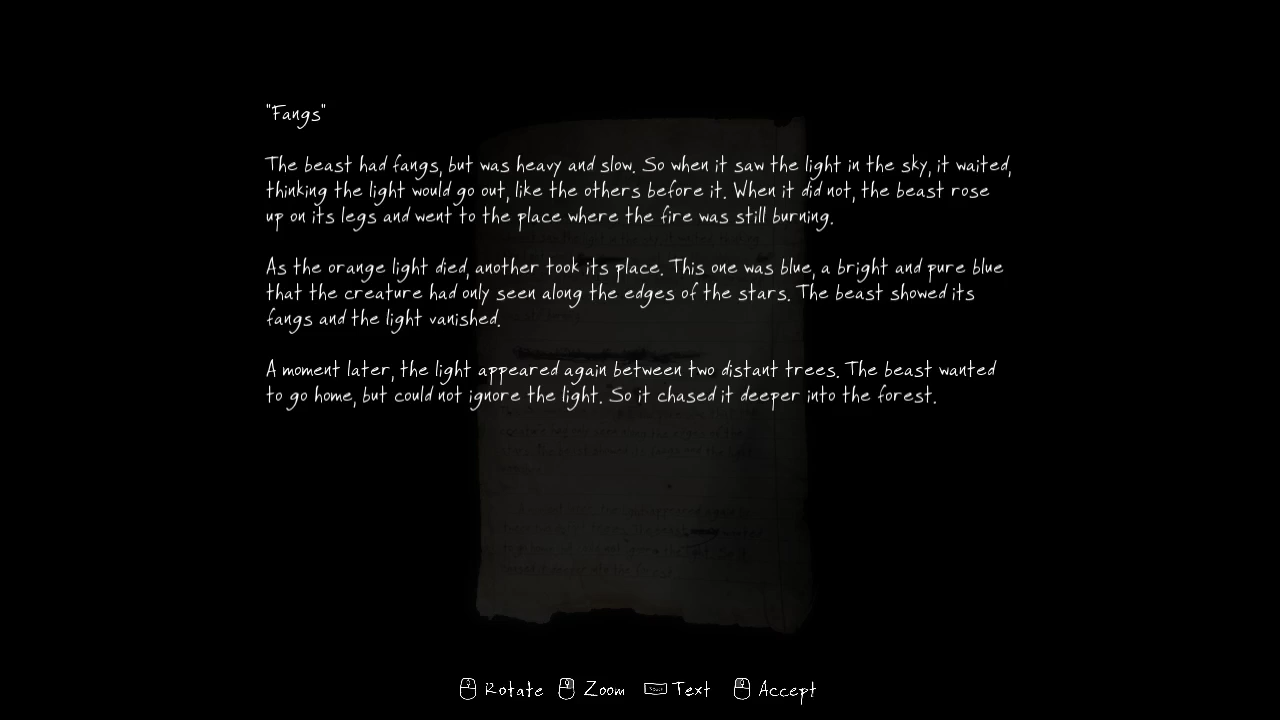 "Fangs"
The beast had fangs, but was heavy and slow. So when it saw the light in the sky, it waited,
thinking the light would go out, like the others before it. When it did not, the beast rose
up on its legs and went to the place where the fire was still burning.
As the orange light died, another took its place. This one was blue, a bright and pure blue
that the creature had only seen along the edges of the stars. The beast showed its
fangs and the light vanished.
A moment later, the light appeared again between two distant trees. The beast wanted
to go home, but could not ignore the light. So it chased it deeper into the forest.
Rotate Zoom Text Accept